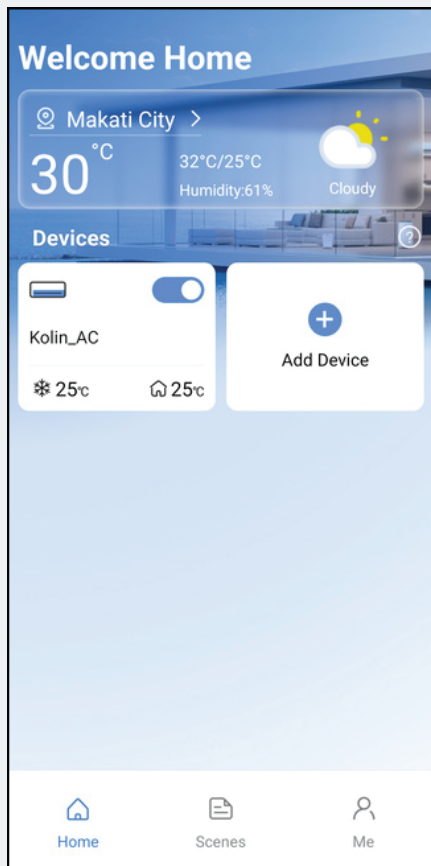 Welcome Home
Makati City >
30°C
32°C/25°C
Humidity:61%
Cloudy
Devices
?
Kolin_AC
25℃
25℃
Add Device
Home
Scenes
Me